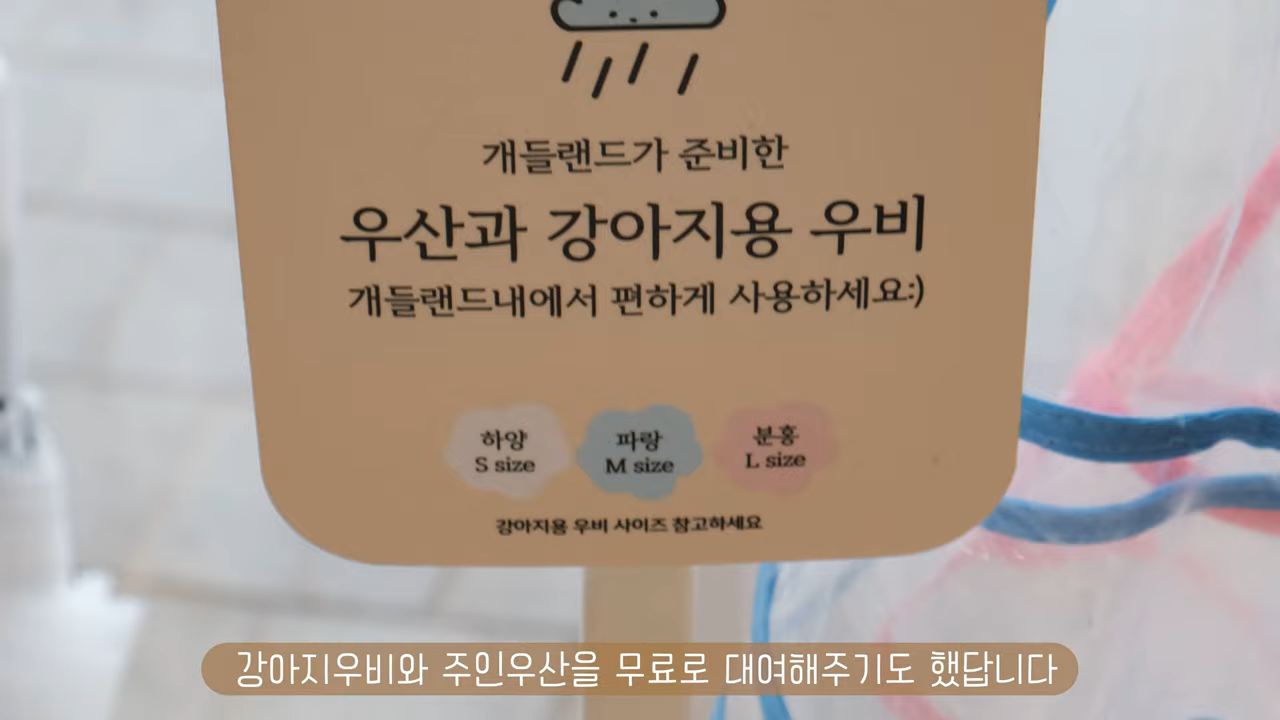 개들랜드가 준비한
우산과 강아지용 우비
개들랜드내에서 편하게 사용하세요:)
하양 파랑 분홍
S size M size L size
강아지용 우비 사이즈 참고하세요
강아지우비와 주인우산을 무료로 대여해주기도 했답니다